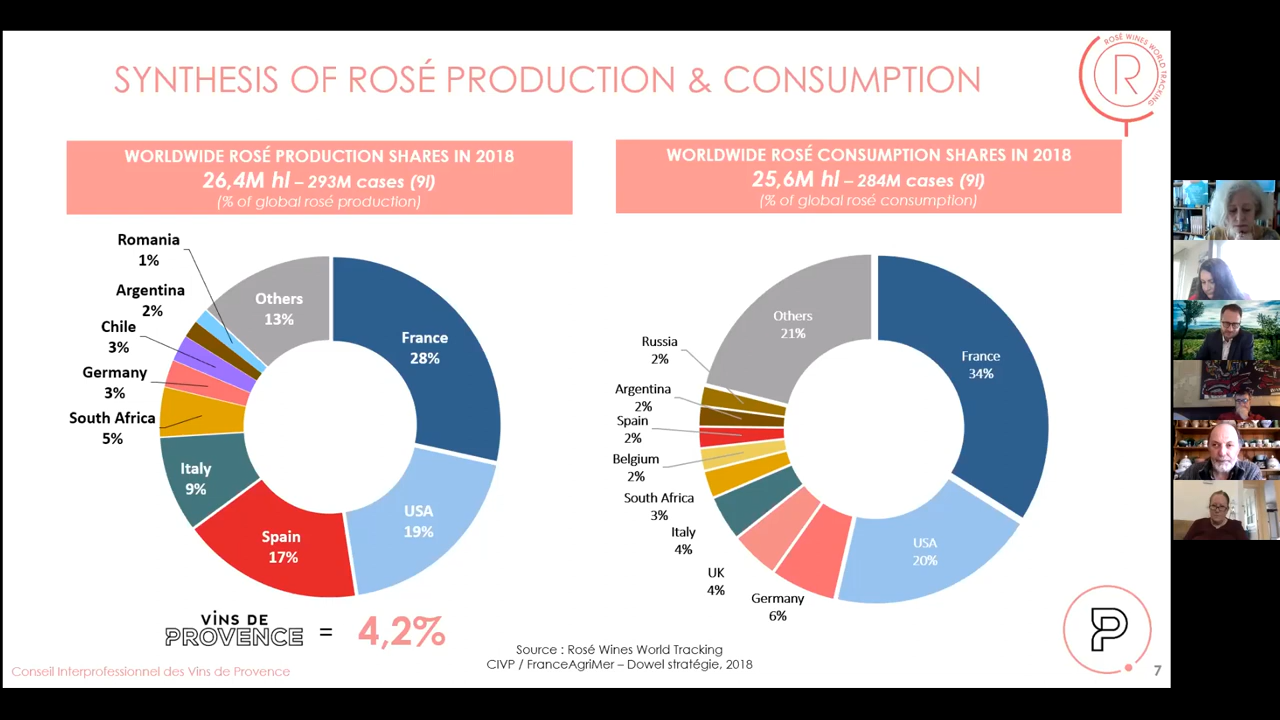 SYNTHESIS OF ROSÉ PRODUCTION & CONSUMPTION
ROSÉ WINES WORLD TRACKING
R
WORLDWIDE ROSÉ PRODUCTION SHARES IN 2018
26,4M hl – 293M cases (9l)
(% of global rosé production)
Romania
1%
Argentina
2%
Chile
3%
Germany
3%
South Africa
5%
Italy
9%
Spain
17%
USA
19%
France
28%
Others
13%
VINS DE
PROVENCE = 4,2%
WORLDWIDE ROSÉ CONSUMPTION SHARES IN 2018
25,6M hl – 284M cases (9l)
(% of global rosé consumption)
Others
21%
Russia
2%
Argentina
2%
Spain
2%
Belgium
2%
South Africa
3%
Italy
4%
UK
4%
Germany
6%
USA
20%
France
34%
Source : Rosé Wines World Tracking
CIVP / FranceAgriMer – Dowel stratégie, 2018
Conseil Interprofessionnel des Vins de Provence
P
7